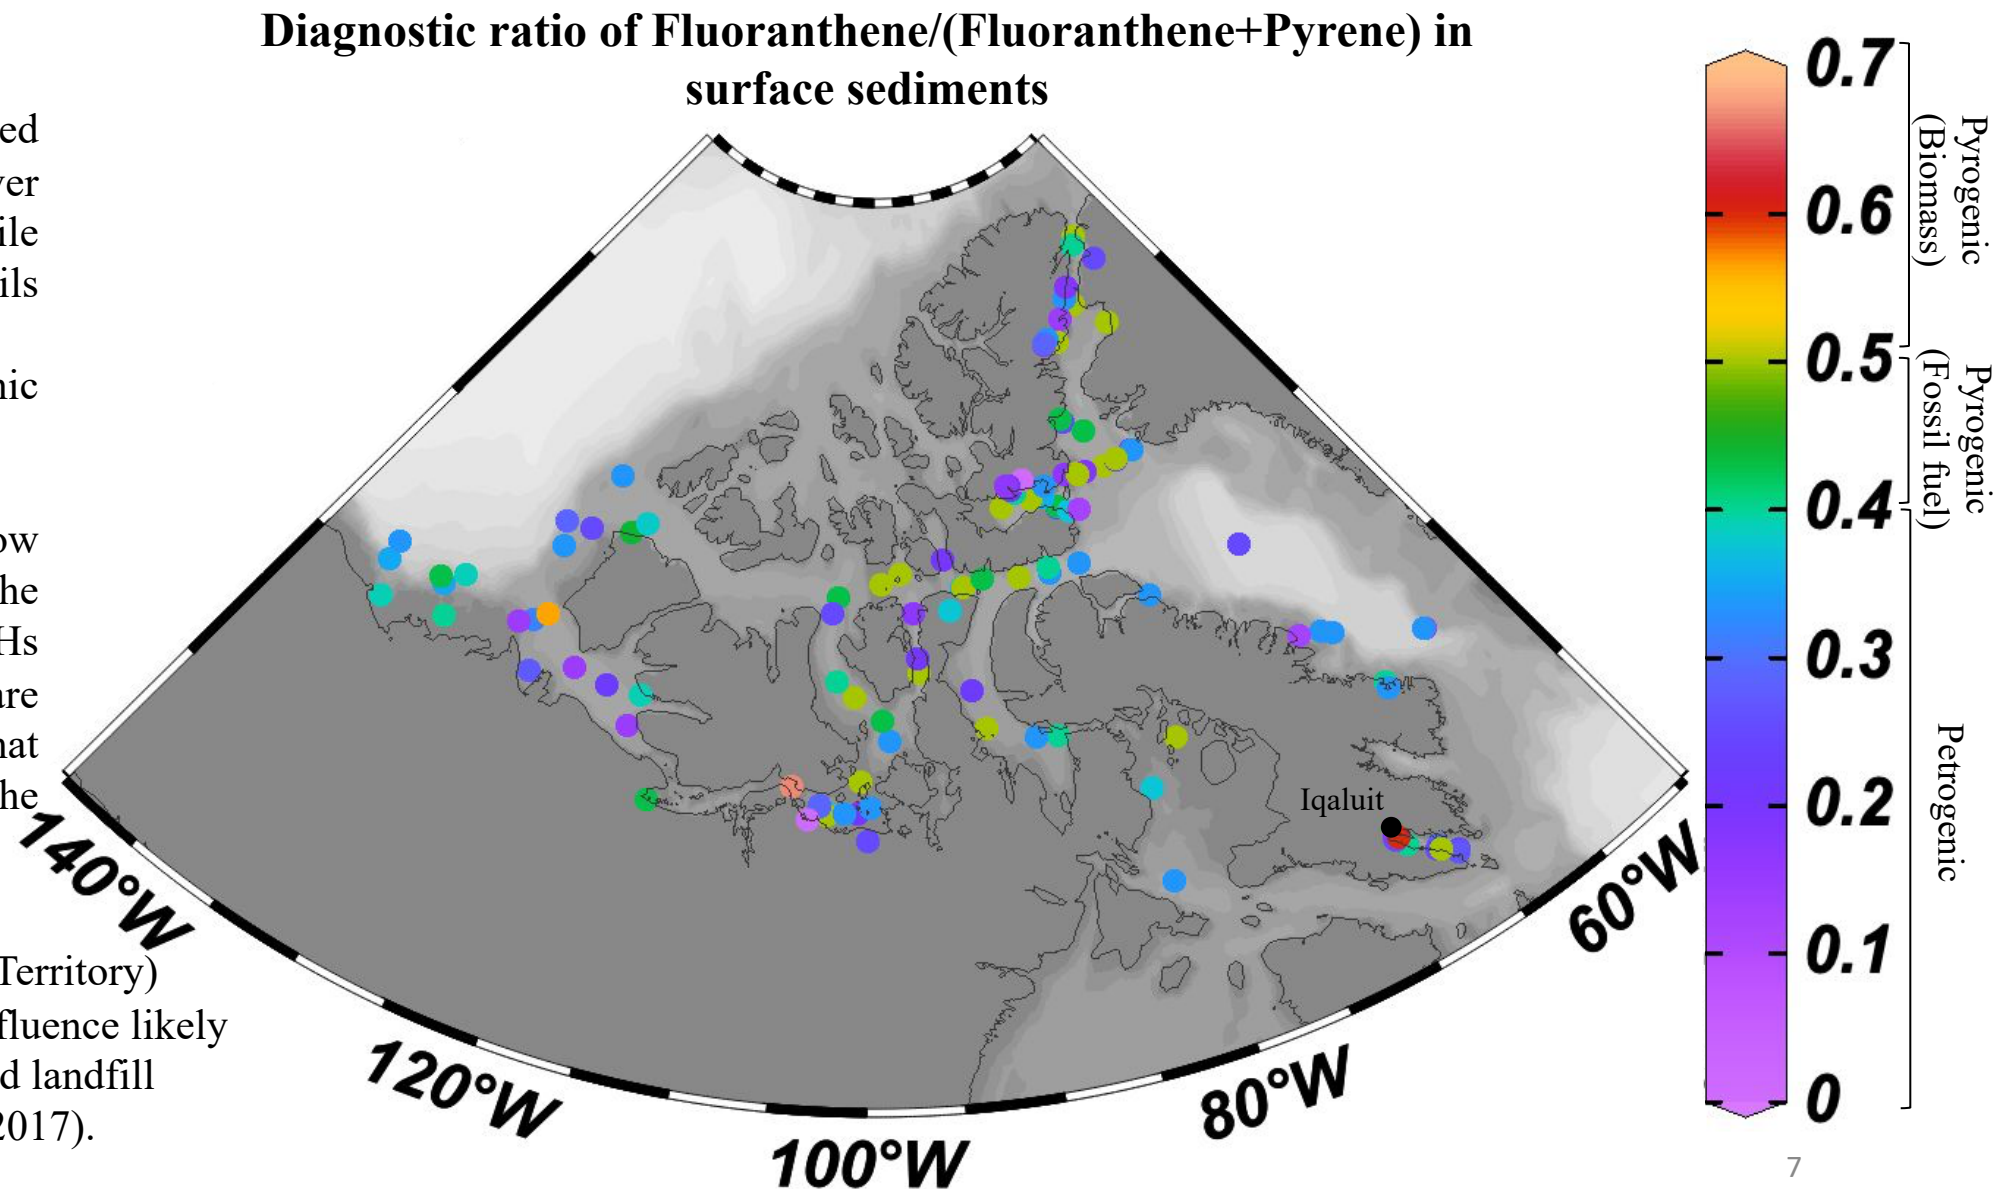 Diagnostic ratio of Fluoranthene/(Fluoranthene+Pyrene) in
surface sediments
ed
ver
ile
ils
nic
ow
he
Hs
are
hat
he
Territory)
fluence likely
d landfill
2017).
Iqaluit
140°W
120°W
100°W
80°W
60°W
0.7
0.6
0.5
0.4
0.3
0.2
0.1
0
Pyrogenic
(Biomass)
Pyrogenic
(Fossil fuel)
Petrogenic
7